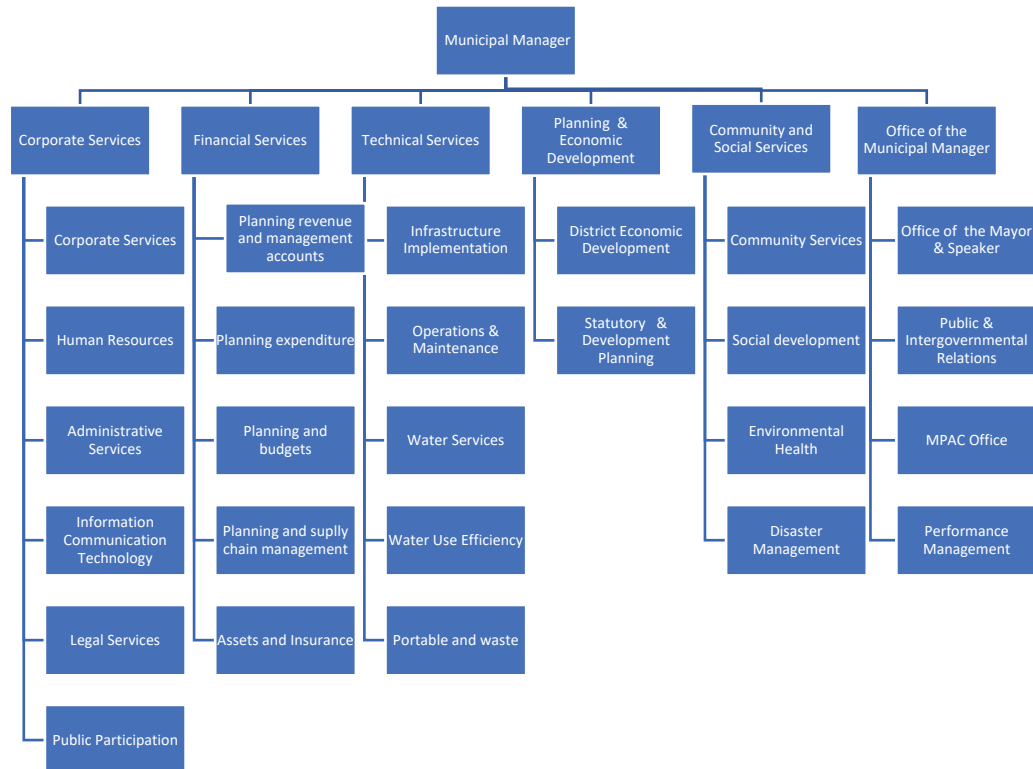 Municipal Manager
Corporate Services
Financial Services
Technical Services
Planning &
Economic
Development
Community and
Social Services
Office of the
Municipal Manager
Corporate Services
Human Resources
Administrative
Services
Information
Communication
Technology
Legal Services
Public Participation
Planning revenue
and management
accounts
Planning expenditure
Planning and
budgets
Planning and suplly
chain management
Assets and Insurance
Infrastructure
Implementation
Operations &
Maintenance
Water Services
Water Use Efficiency
Portable and waste
District Economic
Development
Statutory &
Development
Planning
Community Services
Social development
Environmental
Health
Disaster
Management
Office of the Mayor
& Speaker
Public &
Intergovernmental
Relations
MPAC Office
Performance
Management